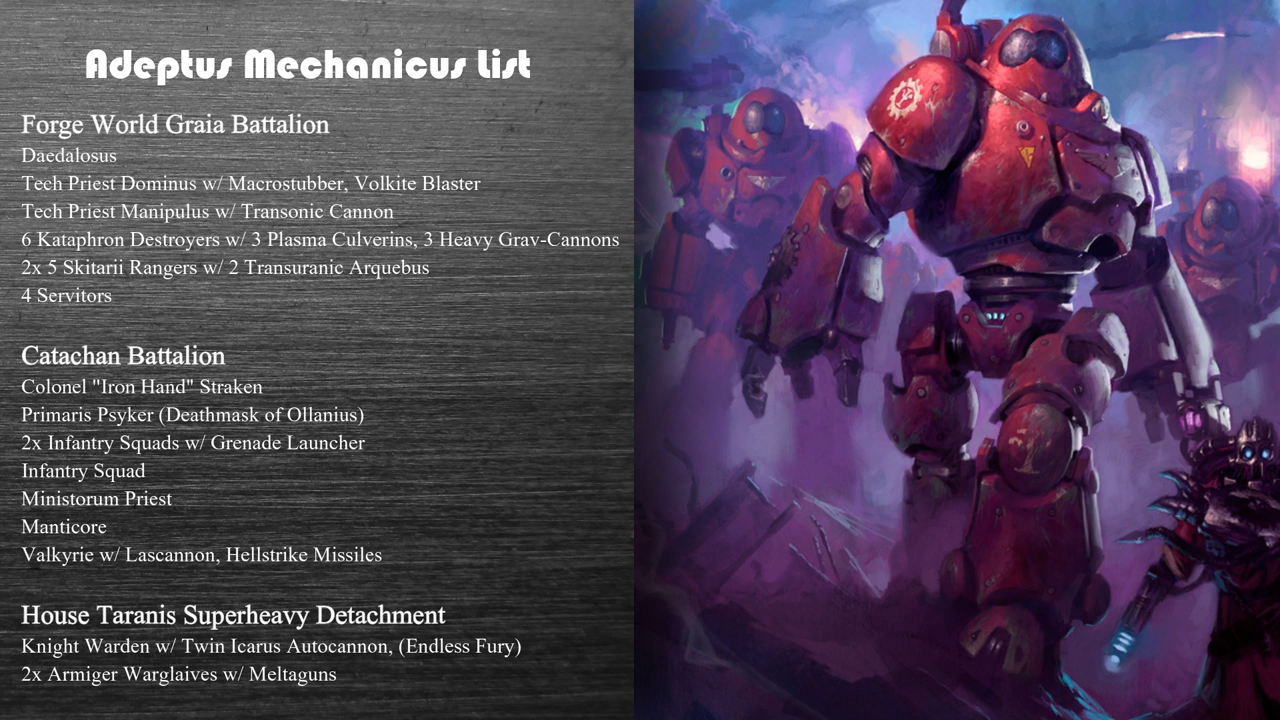 Adeptus Mechanicus List
Forge World Graia Battalion
Daedalosus
Tech Priest Dominus w/ Macrostubber, Volkite Blaster
Tech Priest Manipulus w/ Transonic Cannon
6 Kataphron Destroyers w/ 3 Plasma Culverins, 3 Heavy Grav-Cannons
2x 5 Skitarii Rangers w/ 2 Transuranic Arquebus
4 Servitors
Catachan Battalion
Colonel "Iron Hand" Straken
Primaris Psyker (Deathmask of Ollanius)
2x Infantry Squads w/ Grenade Launcher
Infantry Squad
Ministorum Priest
Manticore
Valkyrie w/ Lascannon, Hellstrike Missiles
House Taranis Superheavy Detachment
Knight Warden w/ Twin Icarus Autocannon, (Endless Fury)
2x Armiger Warglaives w/ Meltaguns